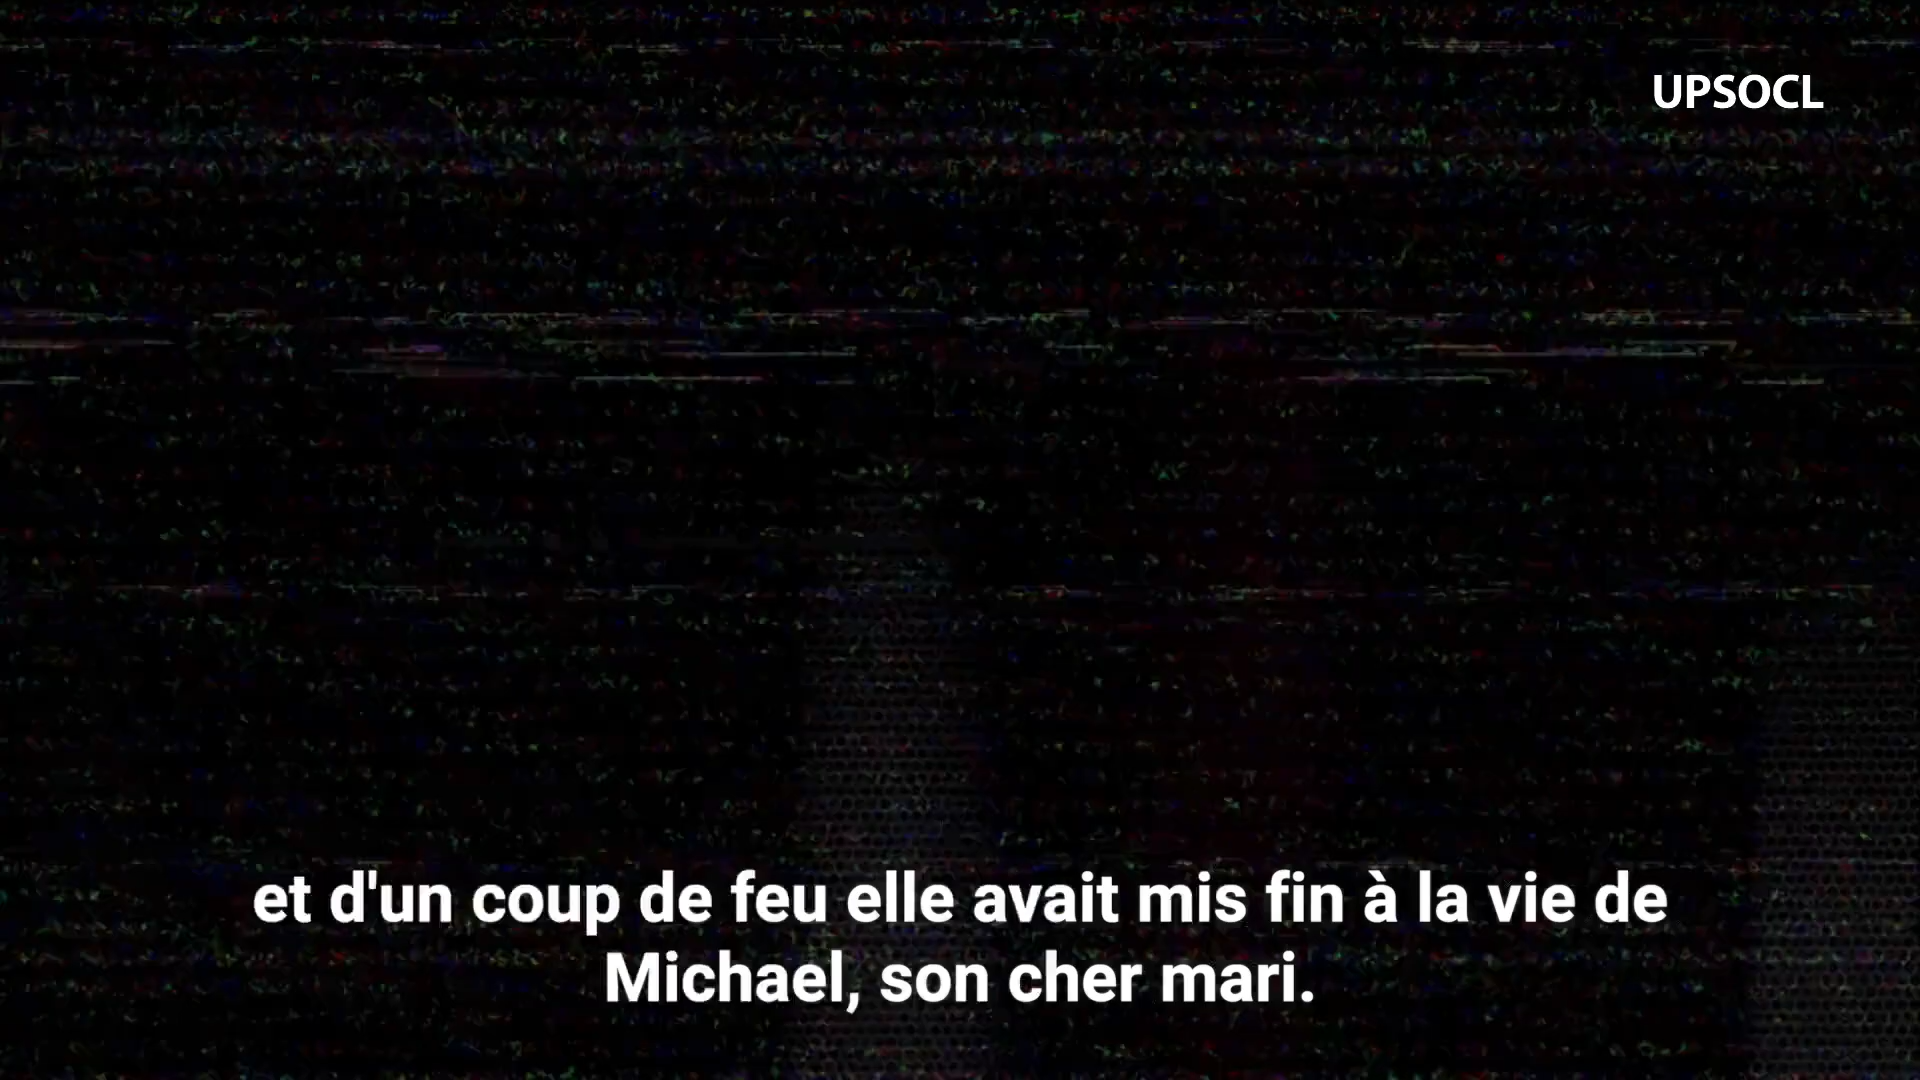 UPSOCL
et d'un coup de feu elle avait mis fin à la vie de
Michael, son cher mari.